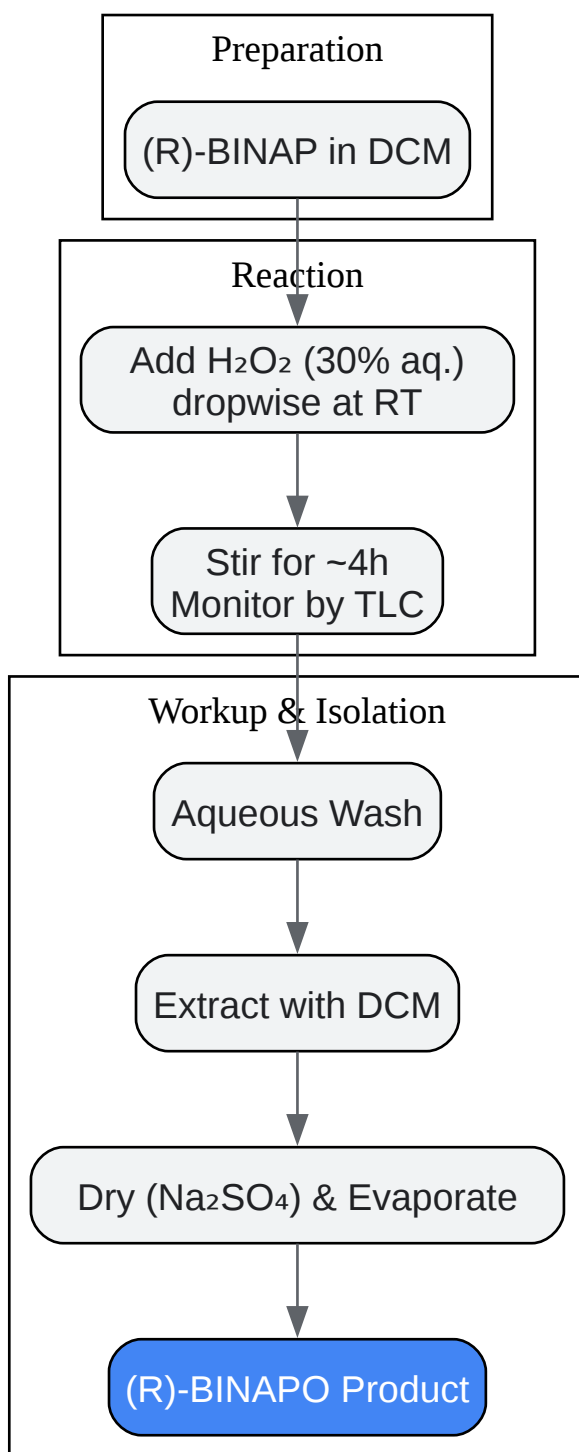 Preparation
(R)-BINAP in DCM
Reaction
Add H₂O₂ (30% aq.)
dropwise at RT
Stir for ~4h
Monitor by TLC
Workup & Isolation
Aqueous Wash
Extract with DCM
Dry (Na₂SO₄) & Evaporate
(R)-BINAPO Product